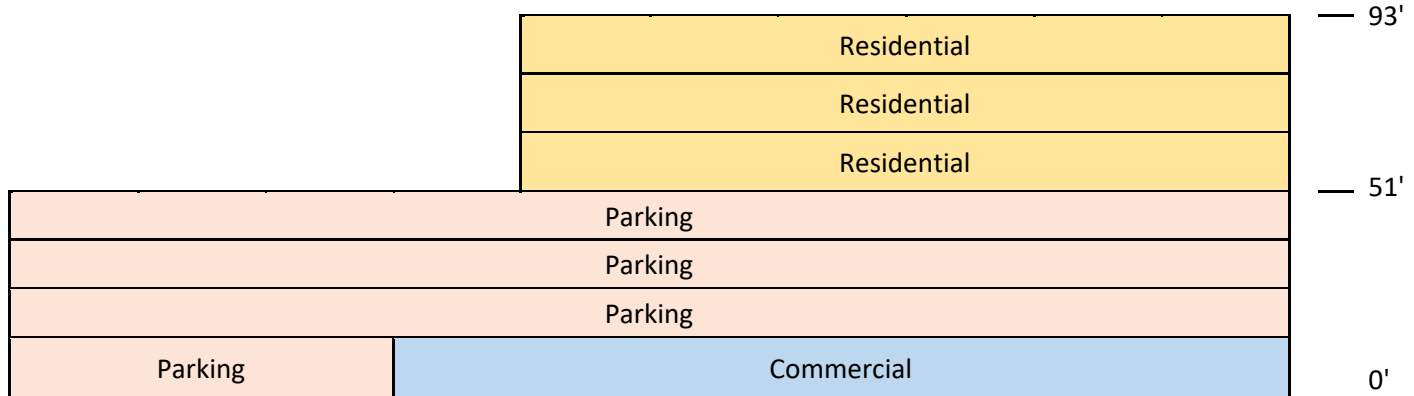 93'
Residential
Residential
Residential
51'
Parking
Parking
Parking
Parking Commercial
0'